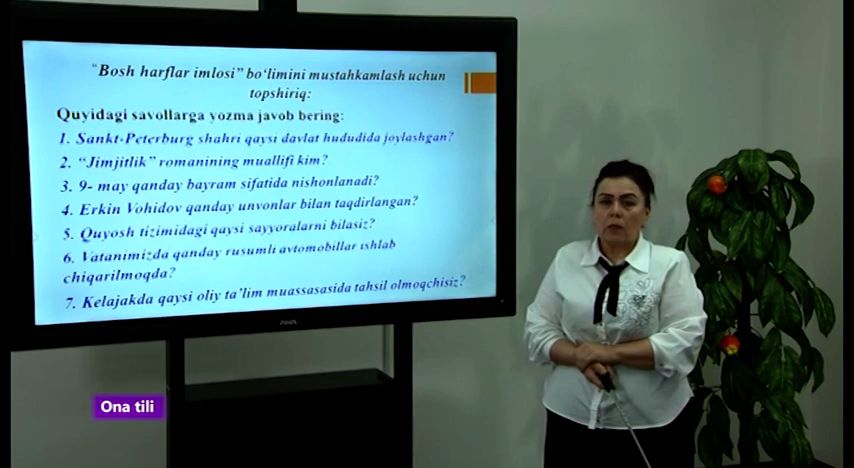 “Bosh harflar imlosi” bo‘limini mustahkamlash uchun
topshiriq:
Quyidagi savollarga yozma javob bering:
1. Sankt-Peterburg shahri qaysi davlat hududida joylashgan?
2. “Jimjitlik” romanining muallifi kim?
3. 9- may qanday bayram sifatida nishonlanadi?
4. Erkin Vohidov qanday unvonlar bilan taqdirlangan?
5. Quyosh tizimidagi qaysi sayyoralarni bilasiz?
6. Vatanimizda qanday rusumli avtomobillar ishlab
chiqarilmoqda?
7. Kelajakda qaysi oliy ta’lim muassasasida tahsil olmoqchisiz?
Ona tili